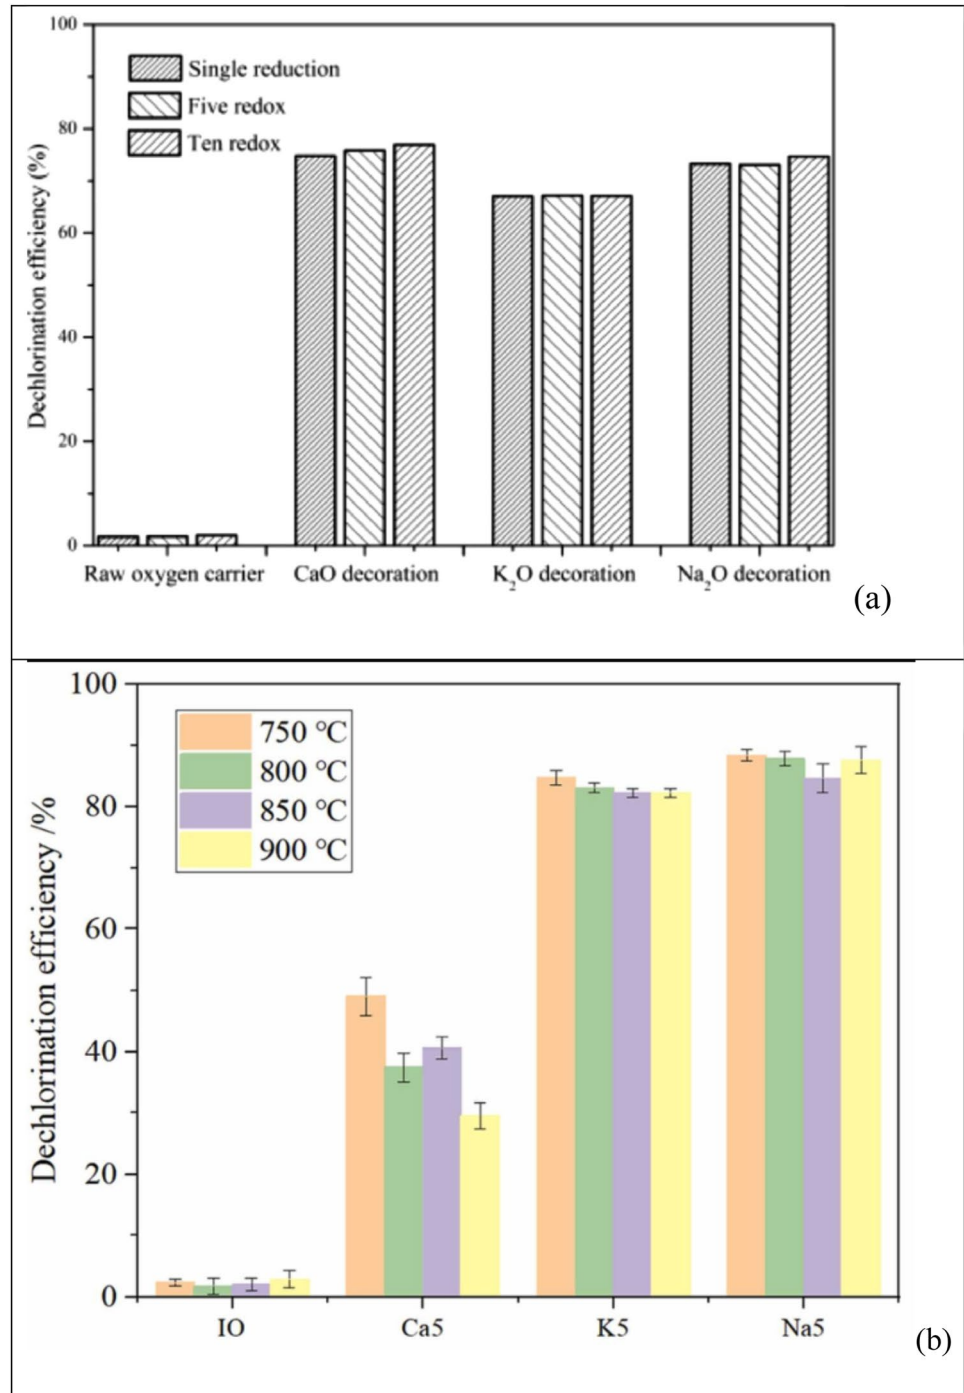 100
80
60
40
20
0
Dechlorination efficiency (%)
Single reduction
Five redox
Ten redox
Raw oxygen carrier CaO decoration K₂O decoration Na₂O decoration
(a)
100
80
60
40
20
0
Dechlorination efficiency /%
750 ℃
800 ℃
850 ℃
900 ℃
IO Ca5 K5 Na5
(b)